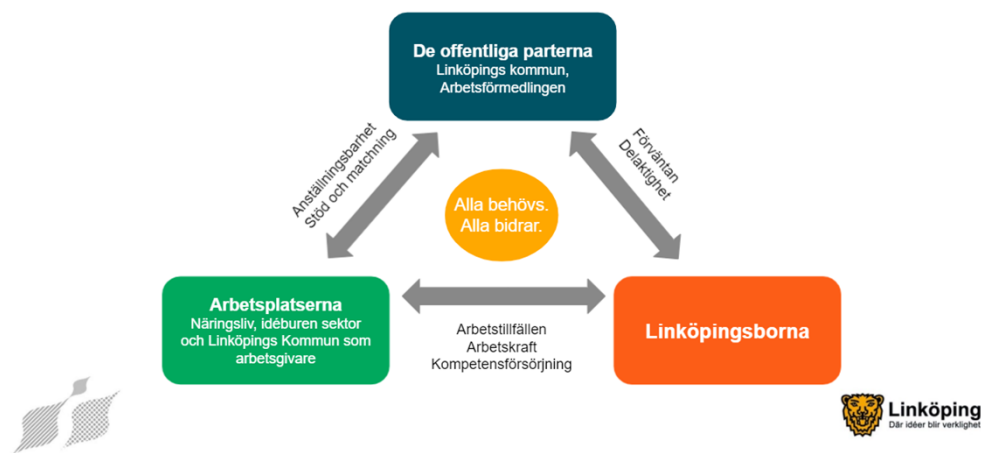 De offentliga parterna
Linköpings kommun,
Arbetsförmedlingen
Anställningsbarhet
Stöd och matchning
Förväntan
Delaktighet
Alla behövs.
Alla bidrar.
Arbetsplatserna
Näringsliv, idéburen sektor
och Linköpings Kommun som
arbetsgivare
Arbetstillfällen
Arbetskraft
Kompetensförsörjning
Linköpingsborna
Linköping
Där idéer blir verklighet